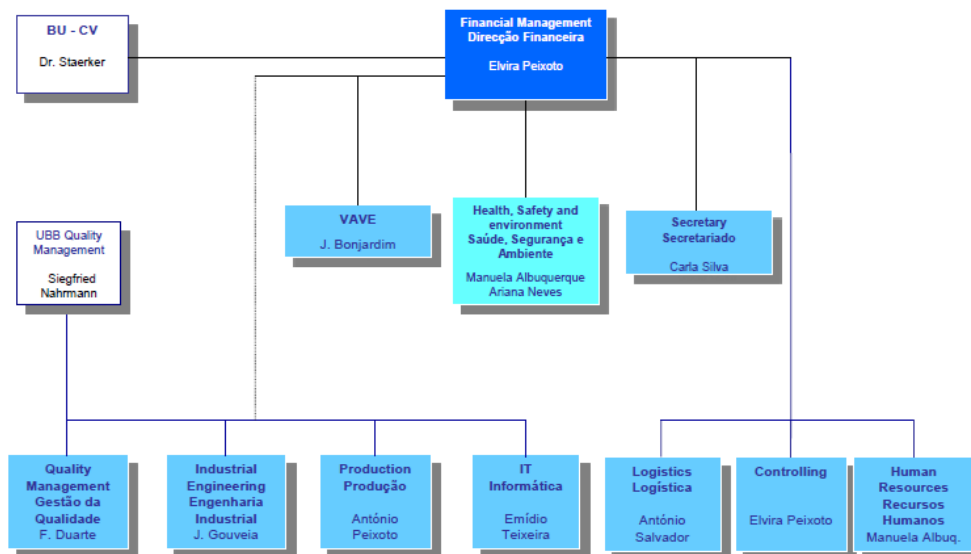 BU - CV
Dr. Staerker
Financial Management
Direcção Financeira
Elvira Peixoto
UBB Quality
Management
Siegfried
Nahrmann
VAVE
J. Bonjardim
Health, Safety and
environment
Saúde, Segurança e
Ambiente
Manuela Albuquerque
Ariana Neves
Secretary
Secretariado
Carla Silva
Quality
Management
Gestão da
Qualidade
F. Duarte
Industrial
Engineering
Engenharia
Industrial
J. Gouveia
Production
Produção
António
Peixoto
IT
Informática
Emídio
Teixeira
Logistics
Logística
António
Salvador
Controlling
Elvira Peixoto
Human
Resources
Recursos
Humanos
Manuela Albuq.